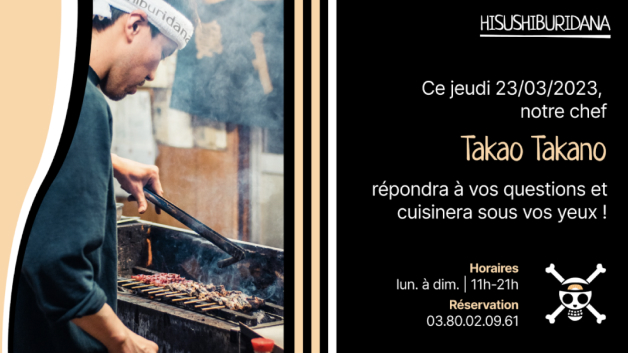 hisushiburidana
HISUSHIBURIDANA
Ce jeudi 23/03/2023,
notre chef
Takao Takano
répondra à vos questions et
cuisinera sous vos yeux !
Horaires
lun. à dim. | 11h-21h
Réservation
03.80.02.09.61